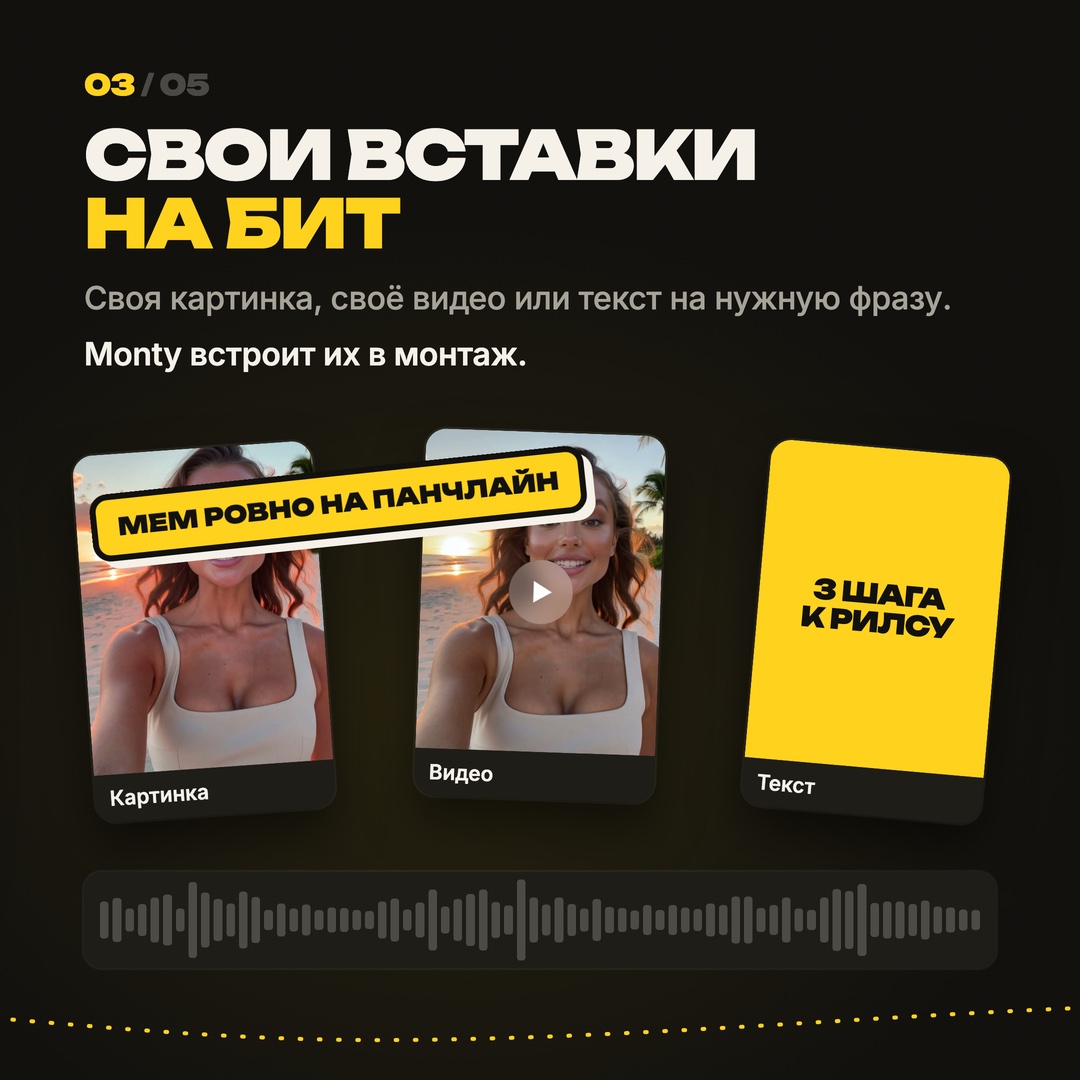 03 / 05
СВОИ ВСТАВКИ
НА БИТ
Своя картинка, своё видео или текст на нужную фразу.
Monty встроит их в монтаж.
МЕМ РОВНО НА ПАНЧЛАЙН
3 ШАГА
К РИЛСУ
Картинка
Видео
Текст